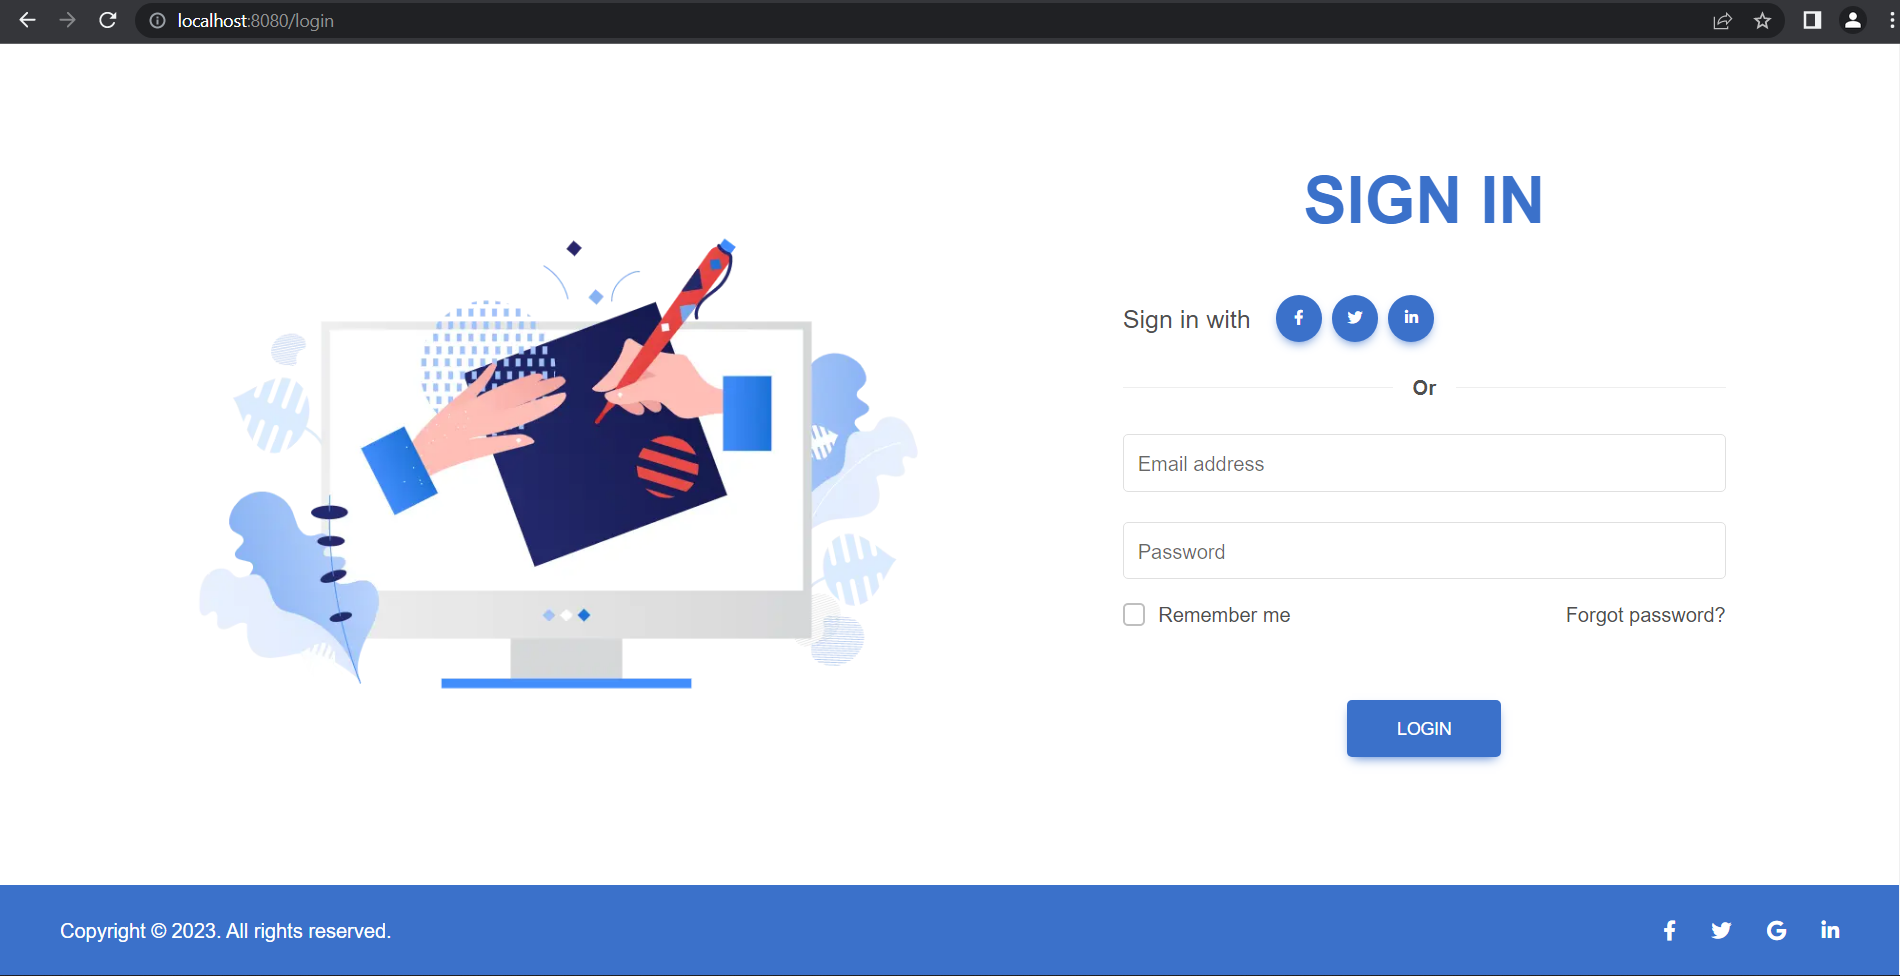 localhost:8080/login
SIGN IN
Sign in with
Or
Email address
Password
Remember me
Forgot password?
LOGIN
Copyright © 2023. All rights reserved.